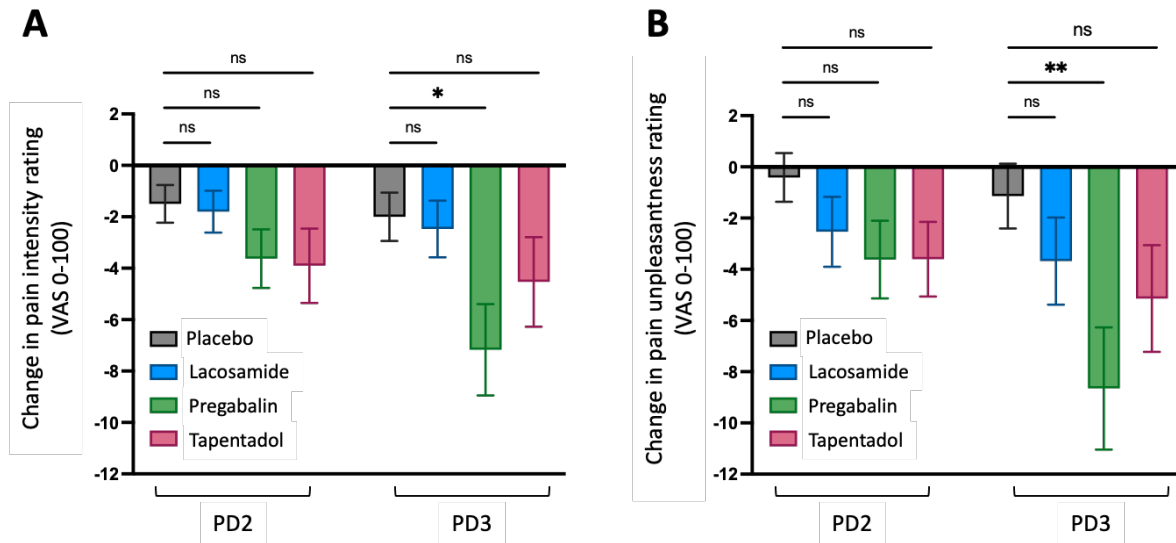 A
ns
ns
ns
ns
*
ns
Change in pain intensity rating
(VAS 0-100)
2
0
-2
-4
-6
-8
-10
-12
Placebo
Lacosamide
Pregabalin
Tapentadol
PD2
PD3
B
ns
ns
ns
ns
**
ns
Change in pain unpleasantness rating
(VAS 0-100)
2
0
-2
-4
-6
-8
-10
-12
Placebo
Lacosamide
Pregabalin
Tapentadol
PD2
PD3